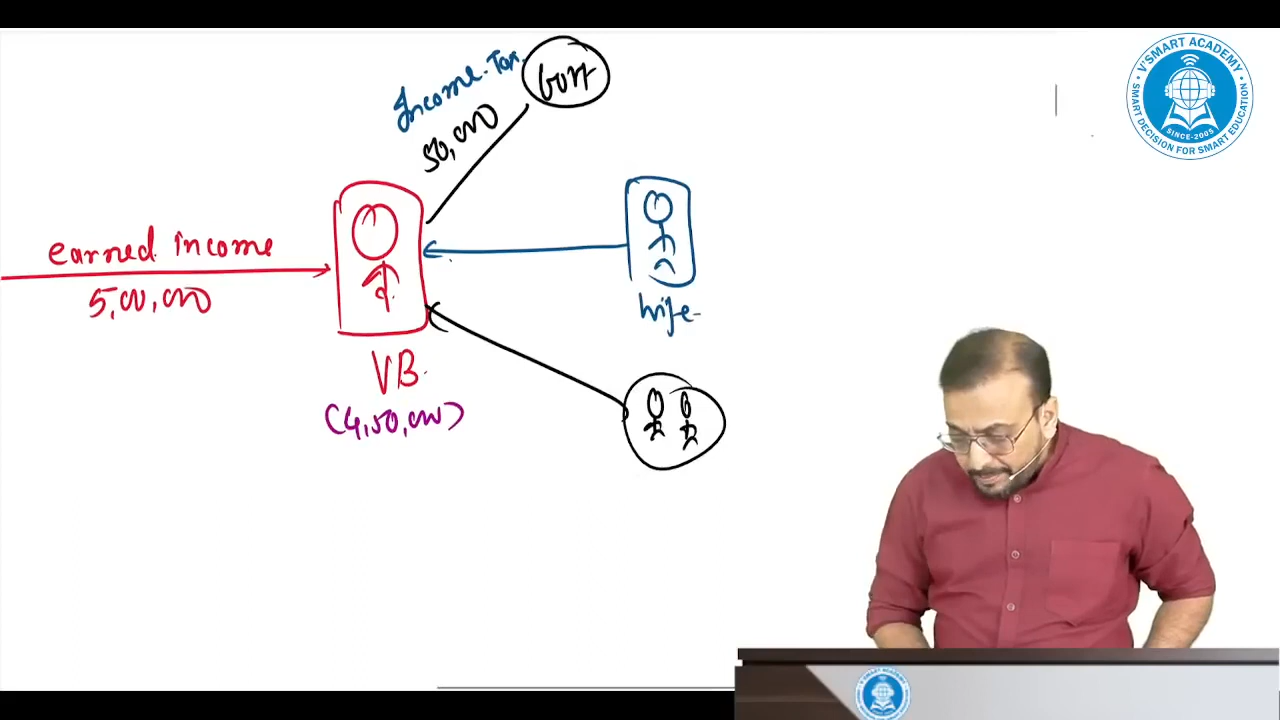 Income-Tax.
50,000
Govt
earned income
5,00,000
VB
(4,50,000)
wife
V'SMART ACADEMY
SMART DECISION FOR SMART EDUCATION
SINCE-2005